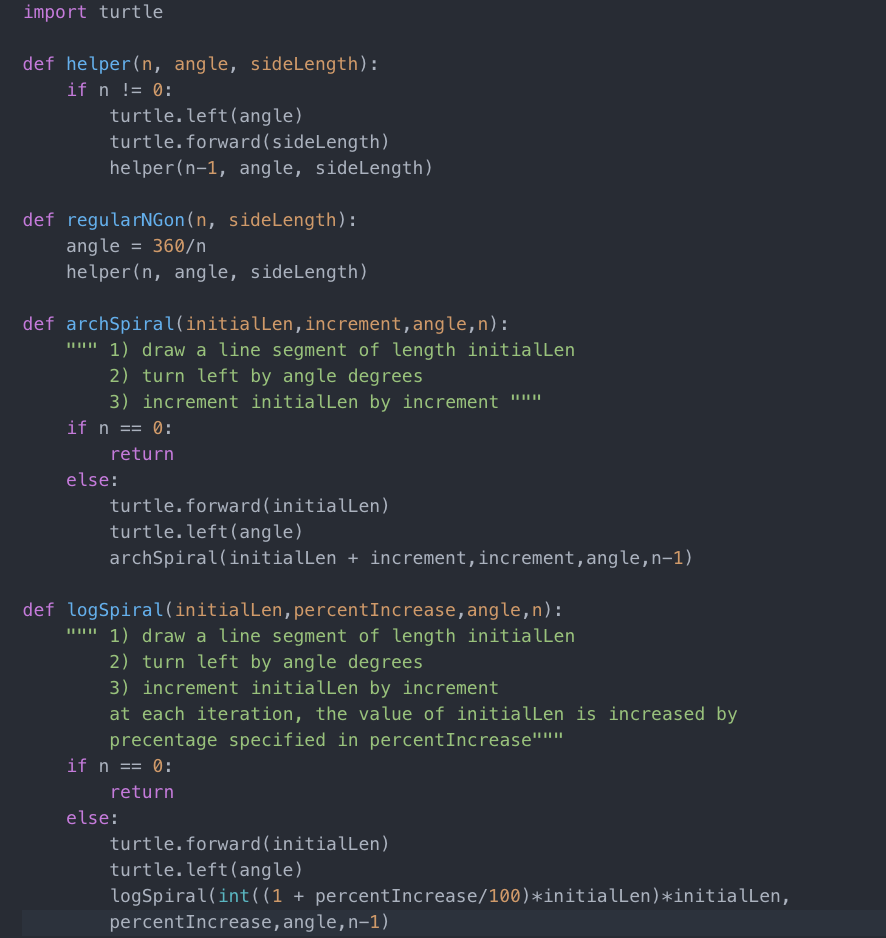 import turtle

def helper(n, angle, sideLength):
    if n != 0:
        turtle.left(angle)
        turtle.forward(sideLength)
        helper(n-1, angle, sideLength)

def regularNGon(n, sideLength):
    angle = 360/n
    helper(n, angle, sideLength)

def archSpiral(initialLen,increment,angle,n):
    """ 1) draw a line segment of length initialLen
        2) turn left by angle degrees
        3) increment initialLen by increment """
    if n == 0:
        return
    else:
        turtle.forward(initialLen)
        turtle.left(angle)
        archSpiral(initialLen + increment,increment,angle,n-1)

def logSpiral(initialLen,percentIncrease,angle,n):
    """ 1) draw a line segment of length initialLen
        2) turn left by angle degrees
        3) increment initialLen by increment
        at each iteration, the value of initialLen is increased by
        precentage specified in percentIncrease"""
    if n == 0:
        return
    else:
        turtle.forward(initialLen)
        turtle.left(angle)
        logSpiral(int((1 + percentIncrease/100)*initialLen)*initialLen,
        percentIncrease,angle,n-1)